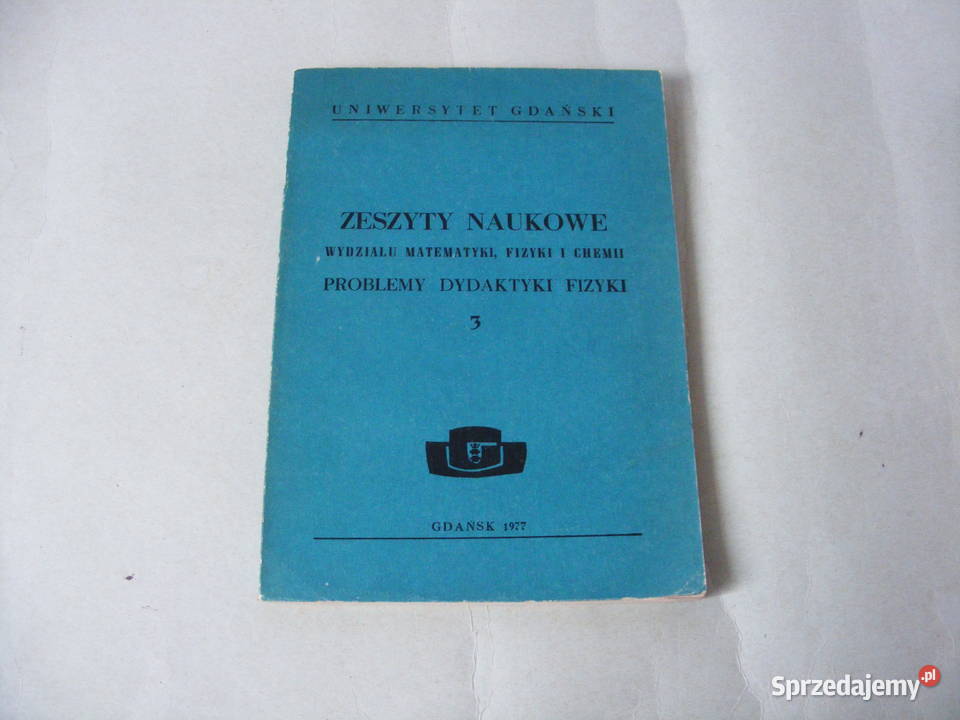 UNIWERSYTET GDAŃSKI
ZESZYTY NAUKOWE
WYDZIAŁU MATEMATYKI, FIZYKI I CHEMII
PROBLEMY DYDAKTYKI FIZYKI
3
GDAŃSK 1977
Sprzedajemy.pl